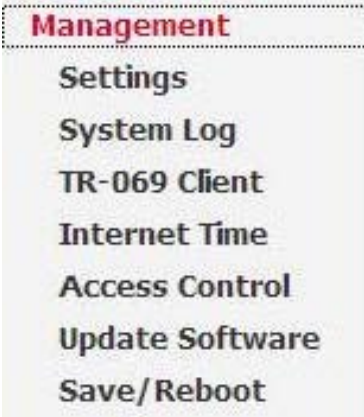 Management
Settings
System Log
TR-069 Client
Internet Time
Access Control
Update Software
Save/Reboot